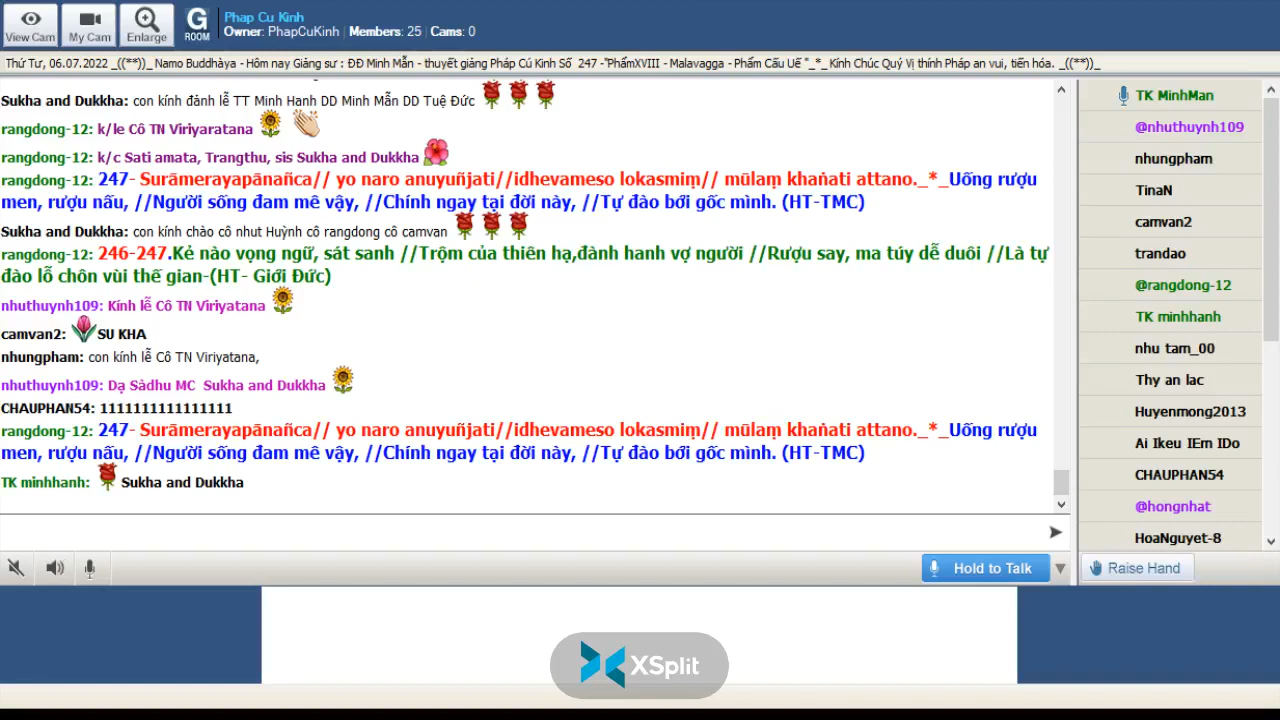 View Cam
My Cam
Enlarge
G
ROOM
Phap Cu Kinh
Owner: PhapCuKinh | Members: 25 | Cams: 0
Thứ Tư, 06.07.2022 _((**))_ Namo Buddhàya - Hôm nay Giảng sư : ĐĐ Minh Mẫn - thuyết giảng Pháp Cú Kinh Số 247 -"PhẩmXVIII - Malavagga - Phẩm Cấu Uế "_*_ Kính Chúc Quý Vị thính Pháp an vui, tiến hóa. _((**))_
Sukha and Dukkha: con kính đảnh lễ TT Minh Hạnh DD Minh Mẫn DD Tuệ Đức
rangdong-12: k/le Cô TN Viriyaratana
rangdong-12: k/c Sati amata, Trangthu, sis Sukha and Dukkha
rangdong-12: 247- Surāmerayapānañca// yo naro anuyuñjati//idhevameso lokasmiṃ// mūlaṃ khaṅati attano._*_Uống rượu
men, rượu nấu, //Người sống đam mê vậy, //Chính ngay tại đời này, //Tự đào bới gốc mình. (HT-TMC)
Sukha and Dukkha: con kính chào cô nhut Huỳnh cô rangdong cô camvan
rangdong-12: 246-247.Kẻ nào vọng ngữ, sát sanh //Trộm của thiên hạ,đành hanh vợ người //Rượu say, ma túy dễ duôi //Là tự
đào lỗ chôn vùi thế gian-(HT- Giới Đức)
nhuthuynh109: Kính lễ Cô TN Viriyatana
camvan2: SU KHA
nhungpham: con kính lễ Cô TN Viriyatana,
nhuthuynh109: Dạ Sàdhu MC Sukha and Dukkha
CHAUPHAN54: 1111111111111111
rangdong-12: 247- Surāmerayapānañca// yo naro anuyuñjati//idhevameso lokasmiṃ// mūlaṃ khaṅati attano._*_Uống rượu
men, rượu nấu, //Người sống đam mê vậy, //Chính ngay tại đời này, //Tự đào bới gốc mình. (HT-TMC)
TK minhhanh: Sukha and Dukkha
TK MinhMan
@nhuthuynh109
nhungpham
TinaN
camvan2
trandao
@rangdong-12
TK minhhanh
nhu tam_00
Thy an lac
Huyenmong2013
Ai Ikeu IEm IDo
CHAUPHAN54
@hongnhat
HoaNguyet-8
Hold to Talk
Raise Hand
XSplit